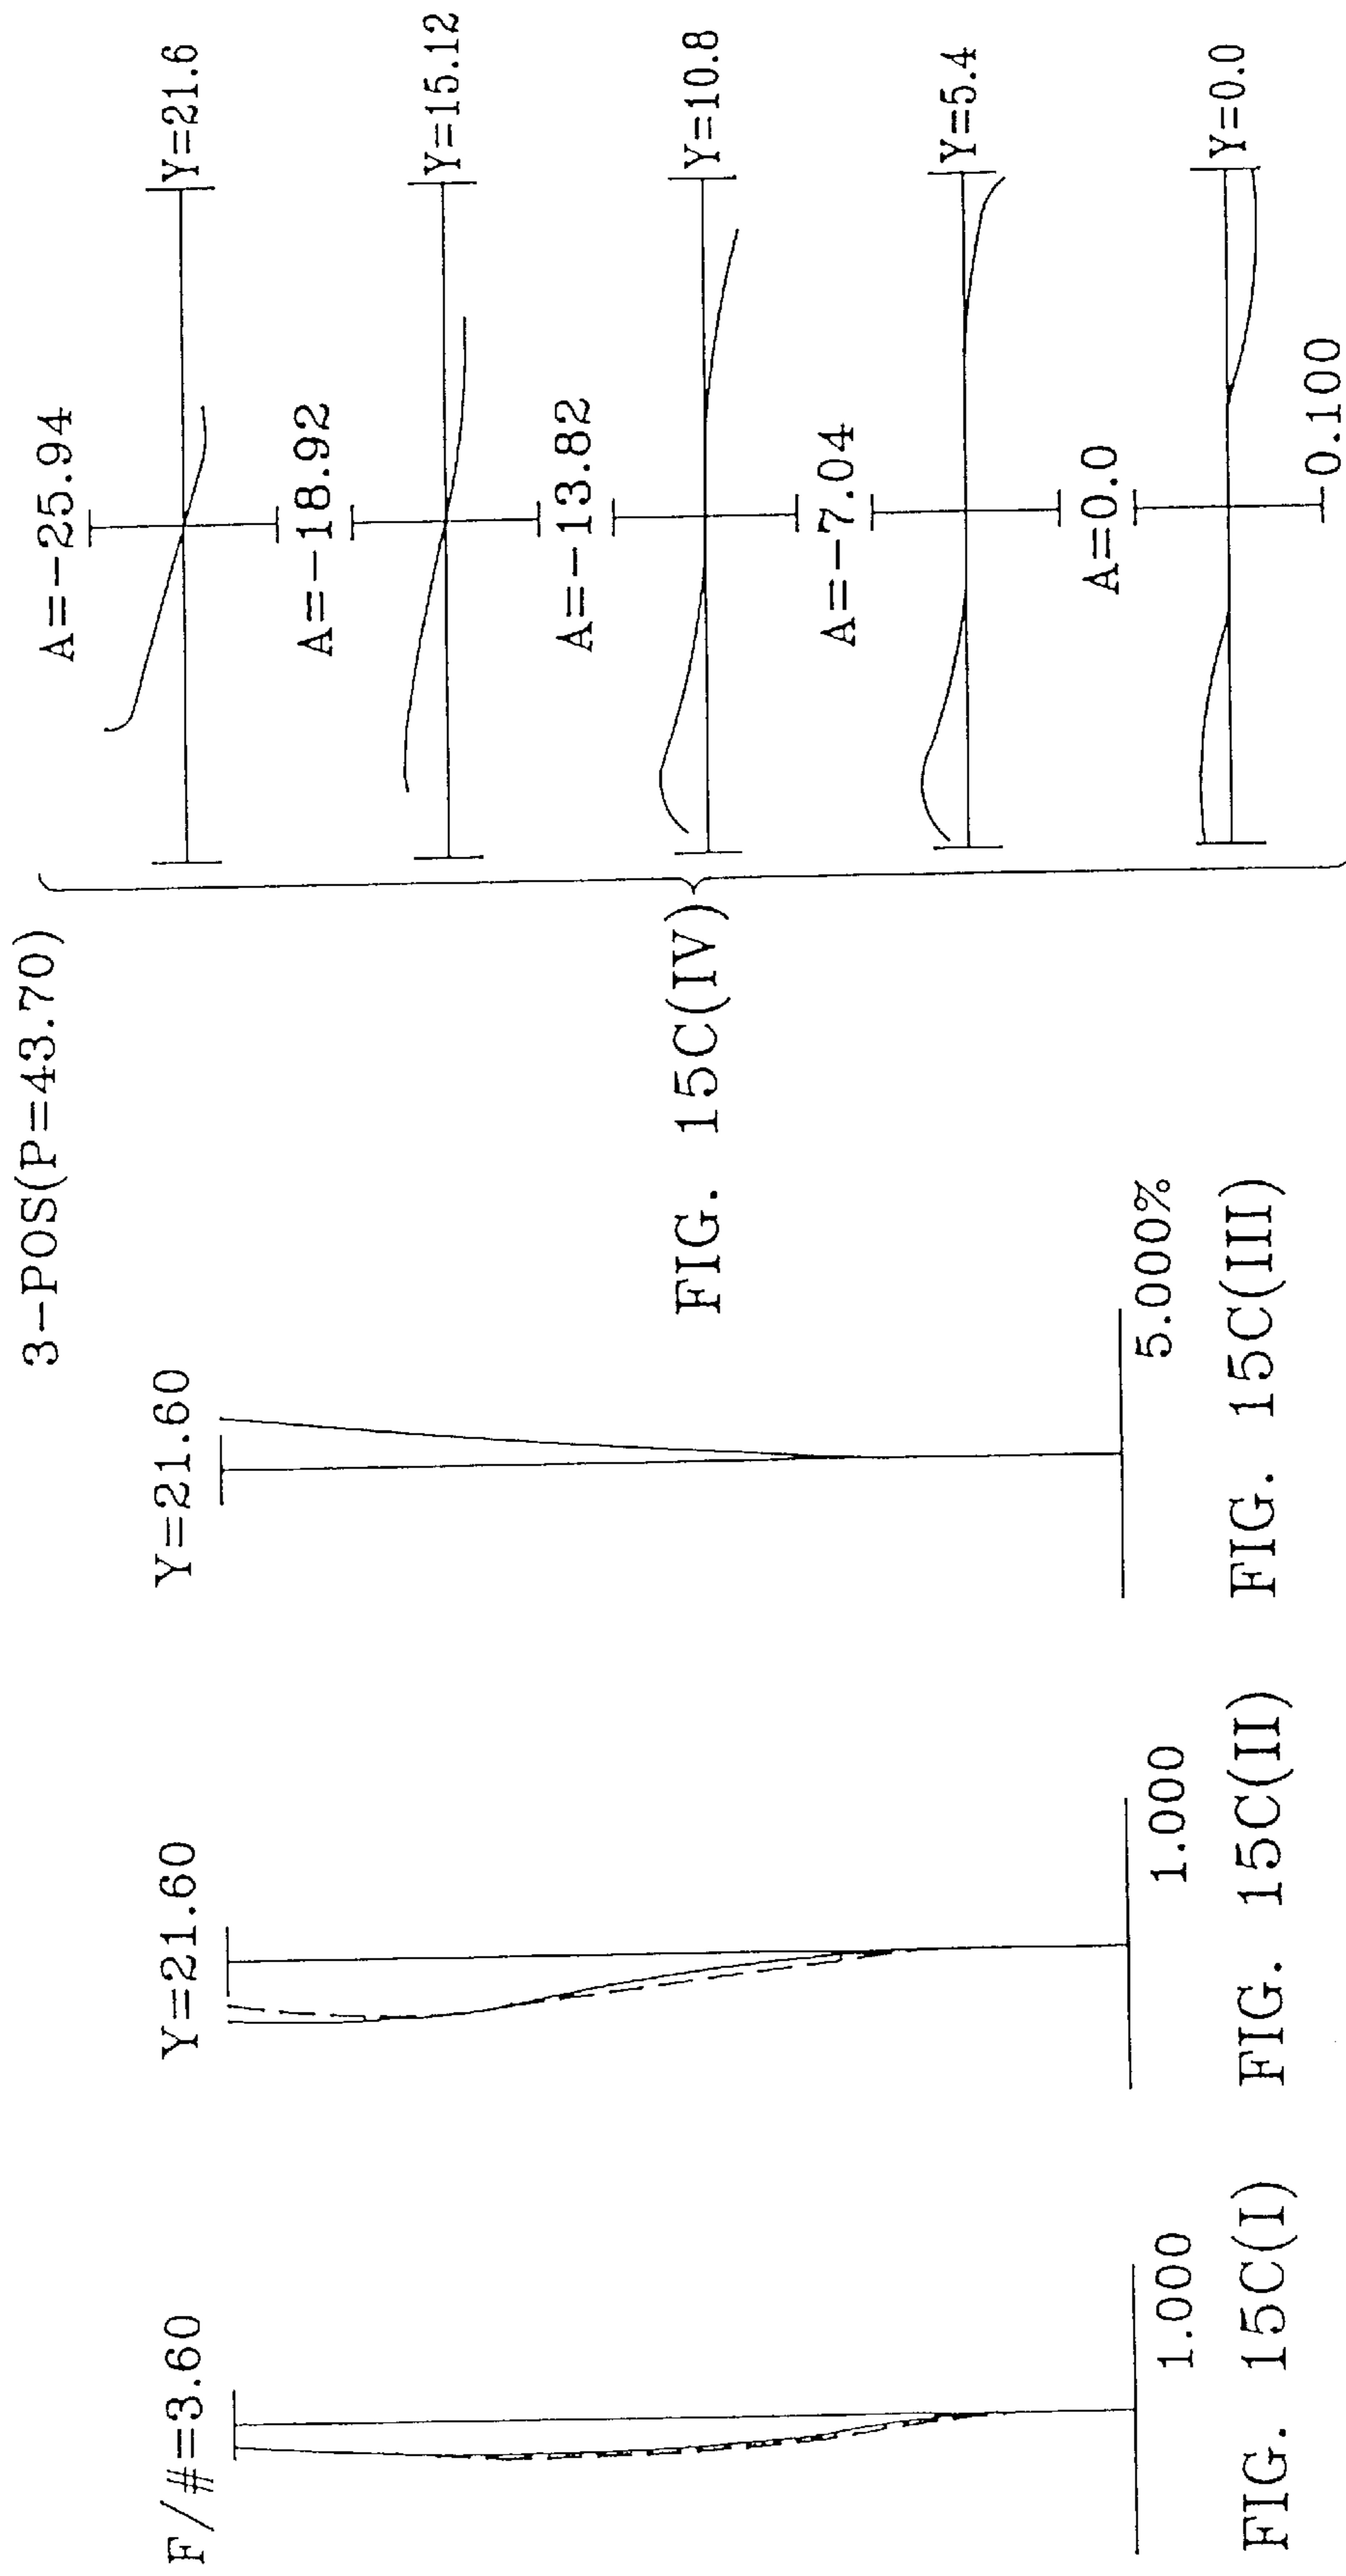 3-POS(P=43.70)
F/#=3.60
1.000
FIG. 15C(I)
Y=21.60
1.000
FIG. 15C(II)
Y=21.60
5.000%
FIG. 15C(III)
FIG. 15C(IV)
A=-25.94
Y=21.6
A=-18.92
Y=15.12
A=-13.82
Y=10.8
A=-7.04
Y=5.4
A=0.0
Y=0.0
0.100